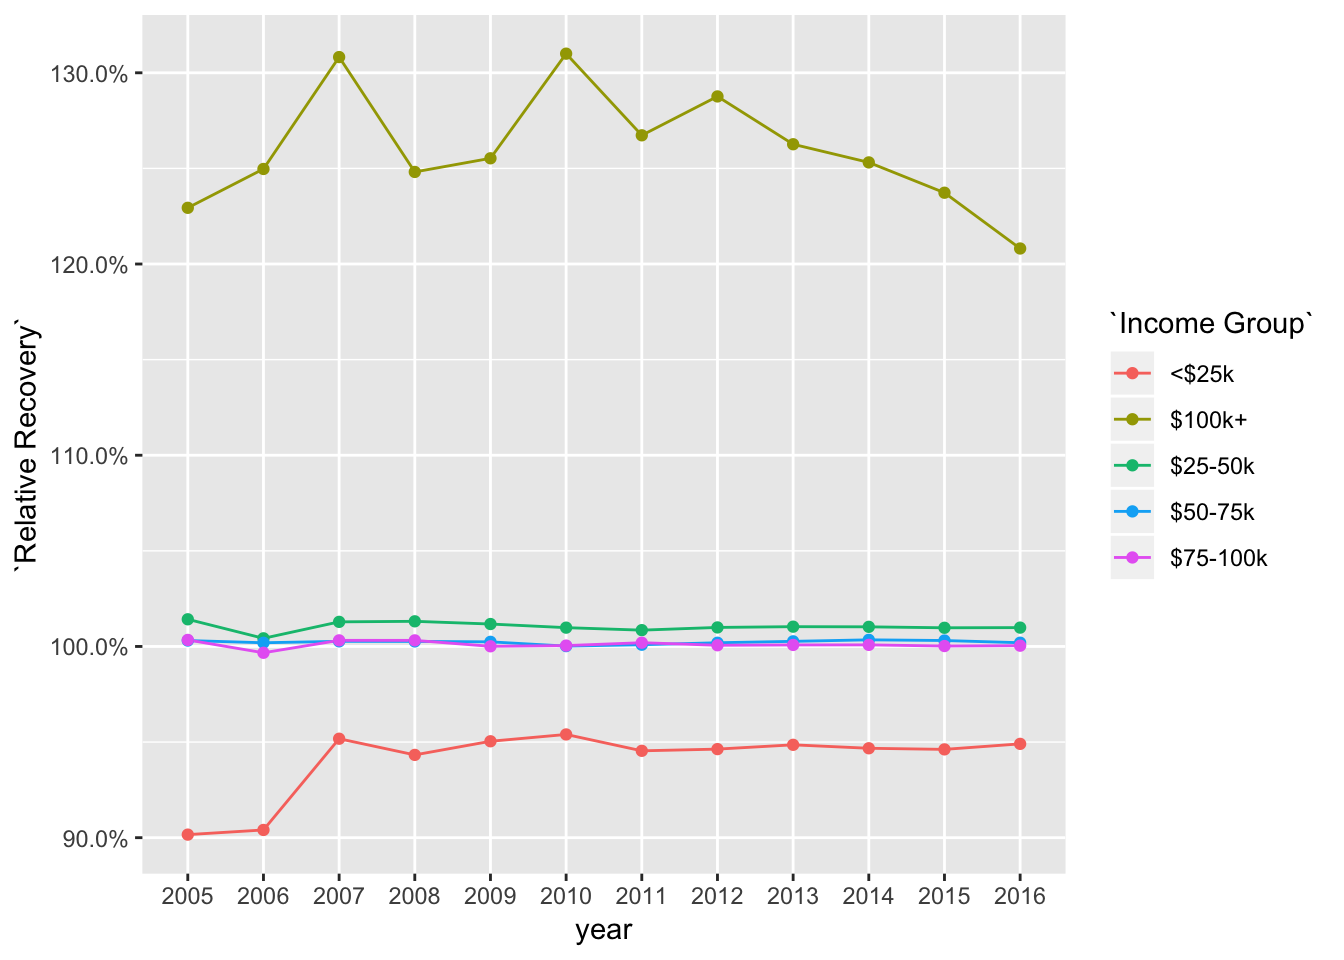 130.0%
120.0%
110.0%
100.0%
90.0%
`Relative Recovery`
2005 2006 2007 2008 2009 2010 2011 2012 2013 2014 2015 2016
year
`Income Group`
<$25k
$100k+
$25-50k
$50-75k
$75-100k